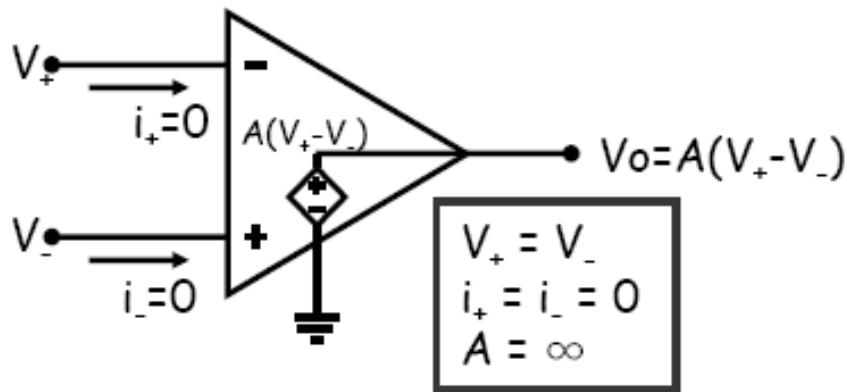 V₊
-
i₊=0
A(V₊-V₋)
+
-
Vo=A(V₊-V₋)
V₋
+
i₋=0
V₊ = V₋
i₊ = i₋ = 0
A = ∞